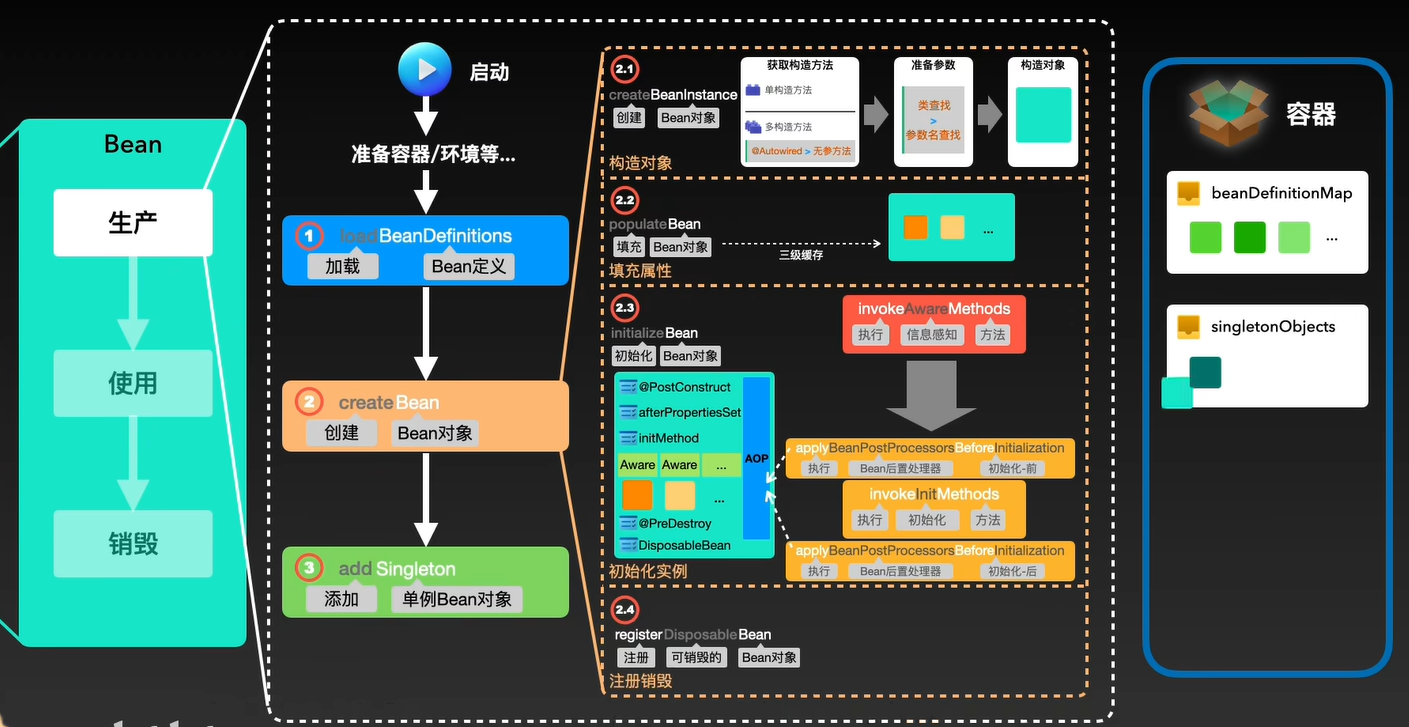 Bean
生产
使用
销毁
启动
准备容器/环境等...
1
loadBeanDefinitions
加载
Bean定义
2
createBean
创建
Bean对象
3
addSingleton
添加
单例Bean对象
2.1
createBeanInstance
创建
Bean对象
构造对象
获取构造方法
单构造方法
多构造方法
@Autowired > 无参方法
准备参数
类查找
>
参数名查找
构造对象
2.2
populateBean
填充
Bean对象
填充属性
三级缓存
...
2.3
initializeBean
初始化
Bean对象
@PostConstruct
afterPropertiesSet
initMethod
Aware
Aware
...
...
@PreDestroy
DisposableBean
AOP
初始化实例
invokeAwareMethods
执行
信息感知
方法
applyBeanPostProcessorsBeforeInitialization
执行
Bean后置处理器
初始化-前
invokeInitMethods
执行
初始化
方法
applyBeanPostProcessorsBeforeInitialization
执行
Bean后置处理器
初始化-后
2.4
registerDisposableBean
注册
可销毁的
Bean对象
注册销毁
容器
beanDefinitionMap
...
singletonObjects